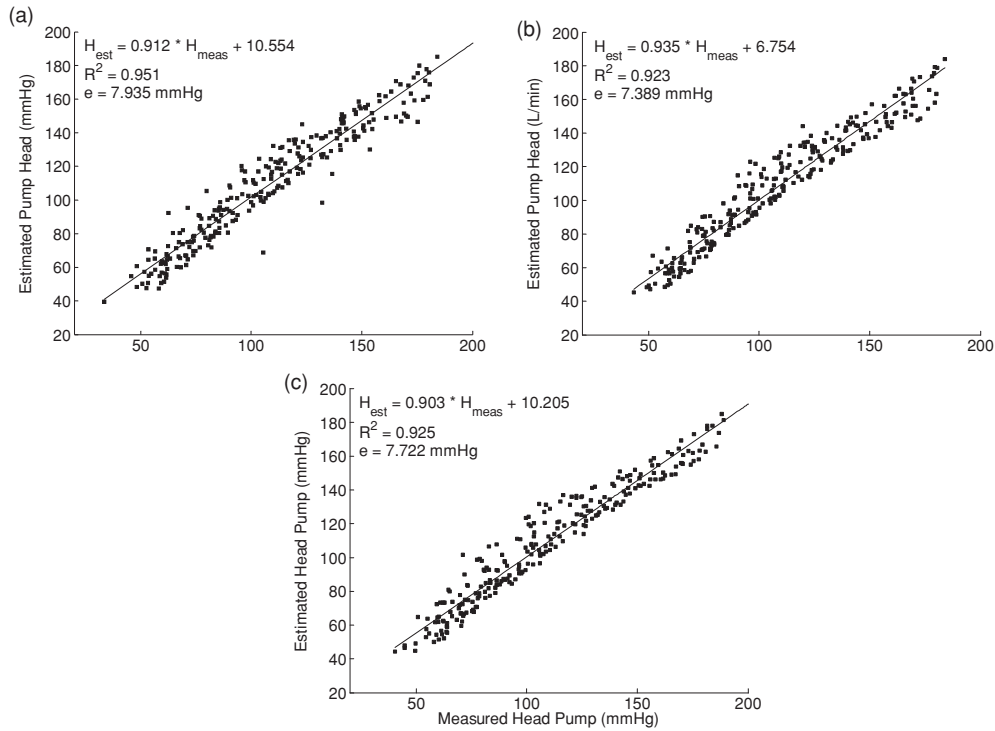 (a)
200
180
160
140
120
100
80
60
40
20
Estimated Pump Head (mmHg)
H_est = 0.912 * H_meas + 10.554
R² = 0.951
e = 7.935 mmHg
50
100
150
200
(b)
200
180
160
140
120
100
80
60
40
20
Estimated Pump Head (L/min)
H_est = 0.935 * H_meas + 6.754
R² = 0.923
e = 7.389 mmHg
50
100
150
200
(c)
200
180
160
140
120
100
80
60
40
20
Estimated Head Pump (mmHg)
H_est = 0.903 * H_meas + 10.205
R² = 0.925
e = 7.722 mmHg
50
100
150
200
Measured Head Pump (mmHg)